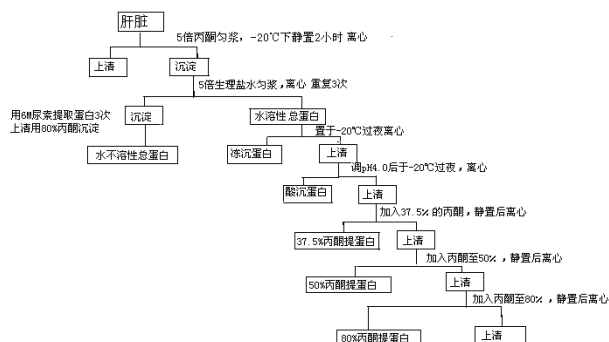 肝脏
5倍丙酮匀浆，-20℃下静置2小时 离心
上清
沉淀
5倍生理盐水匀浆，离心 重复3次
用6M尿素提取蛋白3次
上清用80%丙酮沉淀
沉淀
水溶性总蛋白
置于-20℃过夜离心
水不溶性总蛋白
冻沉蛋白
上清
调pH4.0后于-20℃过夜，离心
酸沉蛋白
上清
加入37.5%的丙酮，静置后离心
37.5%丙酮提蛋白
上清
加入丙酮至50%，静置后离心
50%丙酮提蛋白
上清
加入丙酮至80%，静置后离心
80%丙酮提蛋白
上清